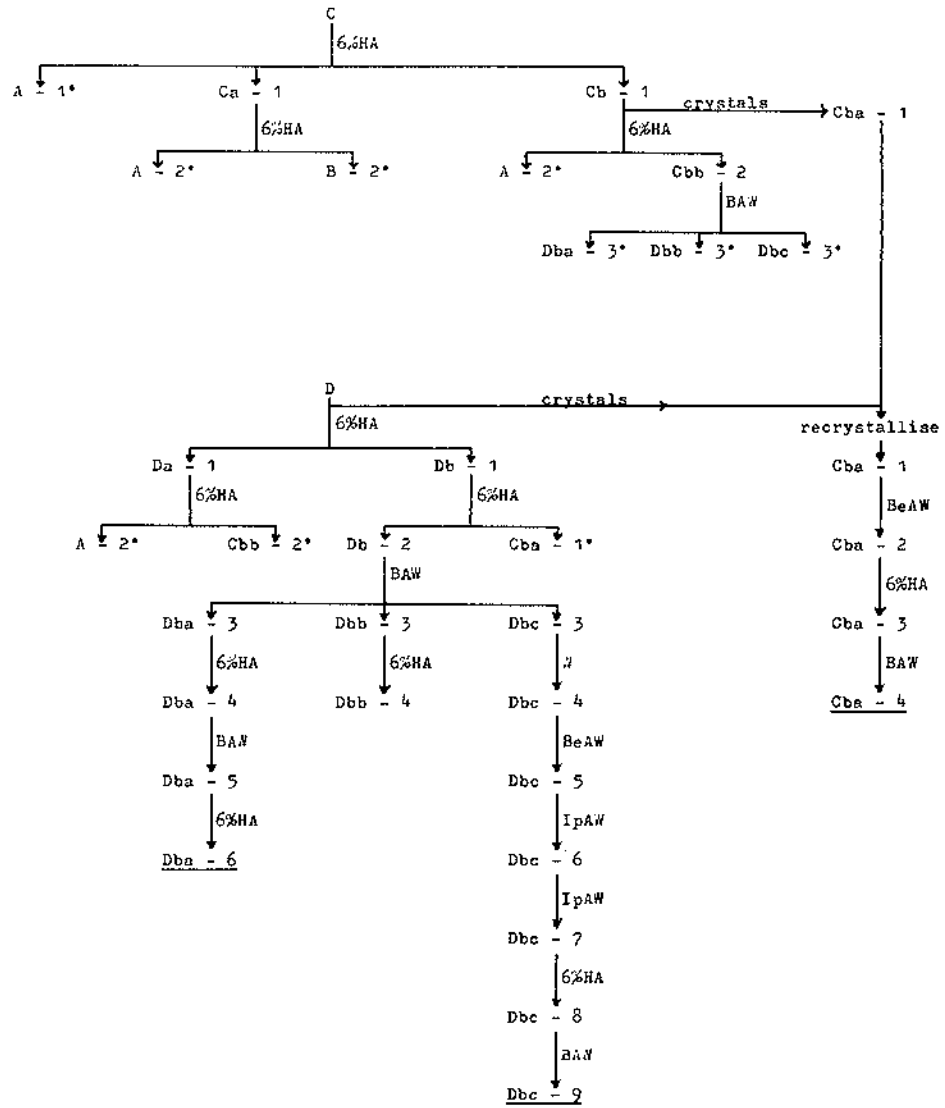 C
6%HA
A - 1* Ca - 1 Cb - 1
crystals Cba - 1
6%HA 6%HA
A - 2* B - 2* A - 2* Cbb - 2
BAW
Dba - 3* Dbb - 3* Dbc - 3*
D
crystals
6%HA
recrystallise
Da - 1 Db - 1 Cba - 1
6%HA 6%HA BeAW
A - 2* Cbb - 2* Db - 2 Cba - 1* Cba - 2
BAW 6%HA
Dba - 3 Dbb - 3 Dbc - 3 Cba - 3
6%HA 6%HA W BAW
Dba - 4 Dbb - 4 Dbc - 4 Cba - 4
BAW BeAW
Dba - 5 Dbc - 5
6%HA IpAW
Dba - 6 Dbc - 6
IpAW
Dbc - 7
6%HA
Dbc - 8
BAW
Dbc - 9